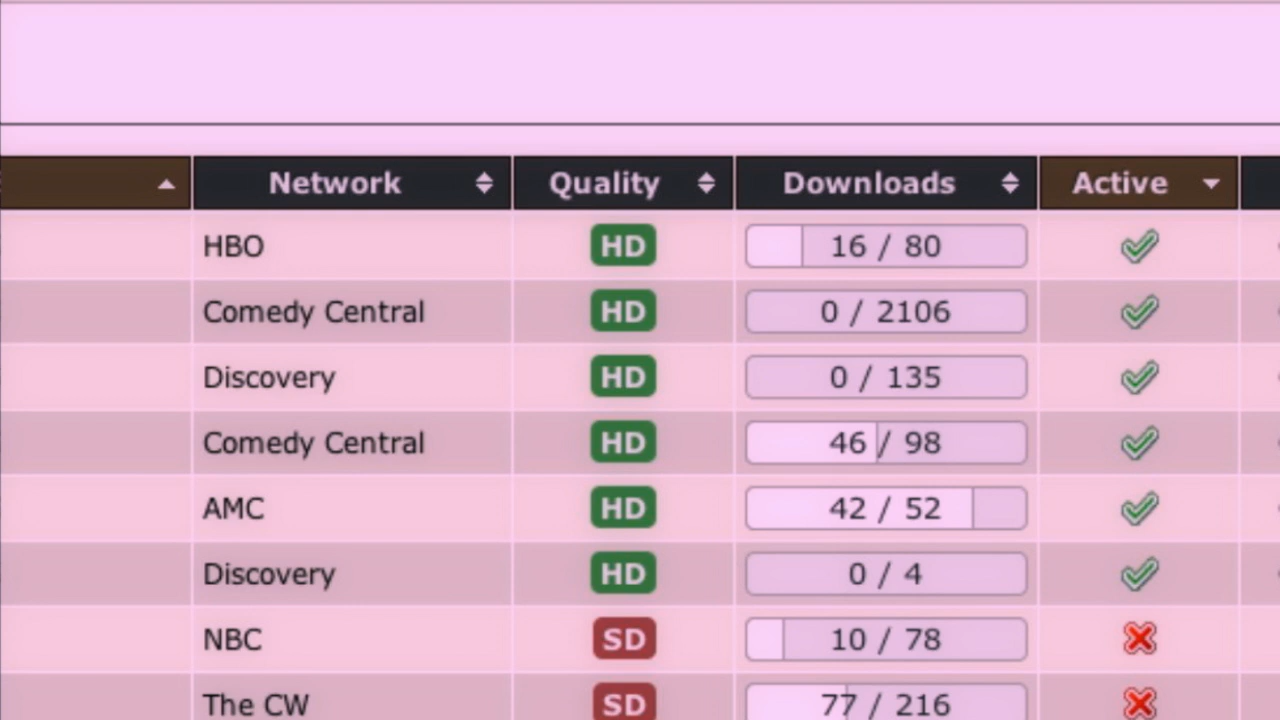 Network Quality Downloads Active
HBO HD 16 / 80
Comedy Central HD 0 / 2106
Discovery HD 0 / 135
Comedy Central HD 46 / 98
AMC HD 42 / 52
Discovery HD 0 / 4
NBC SD 10 / 78
The CW SD 77 / 216